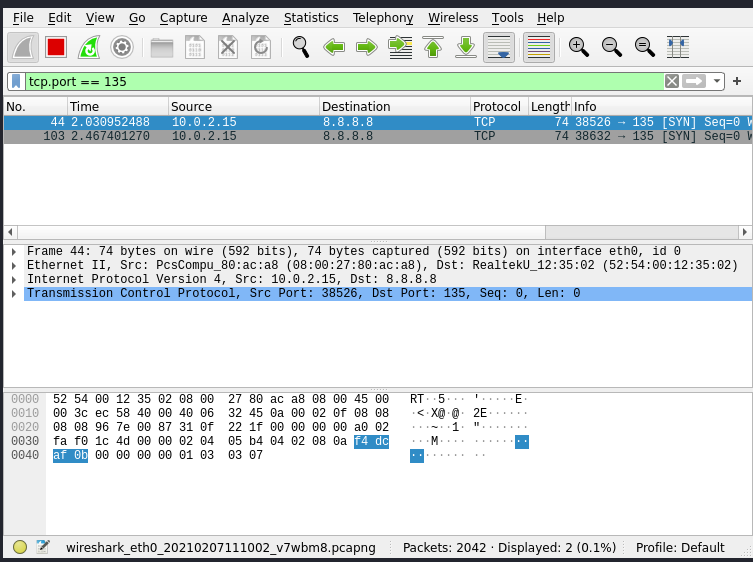 File Edit View Go Capture Analyze Statistics Telephony Wireless Tools Help
tcp.port == 135
No. Time Source Destination Protocol Length Info
44 2.030952488 10.0.2.15 8.8.8.8 TCP 74 38526 → 135 [SYN] Seq=0 W
103 2.467401270 10.0.2.15 8.8.8.8 TCP 74 38632 → 135 [SYN] Seq=0 W
Frame 44: 74 bytes on wire (592 bits), 74 bytes captured (592 bits) on interface eth0, id 0
Ethernet II, Src: PcsCompu_80:ac:a8 (08:00:27:80:ac:a8), Dst: RealtekU_12:35:02 (52:54:00:12:35:02)
Internet Protocol Version 4, Src: 10.0.2.15, Dst: 8.8.8.8
Transmission Control Protocol, Src Port: 38526, Dst Port: 135, Seq: 0, Len: 0
0000 52 54 00 12 35 02 08 00 27 80 ac a8 08 00 45 00 RT··5···'·····E·
0010 00 3c ec 58 40 00 40 06 32 45 0a 00 02 0f 08 08 ·<·X@·@·2E······
0020 08 08 96 7e 00 87 31 0f 22 1f 00 00 00 00 a0 02 ···~··1·"·······
0030 fa f0 1c 4d 00 00 02 04 05 b4 04 02 08 0a f4 dc ···M············
0040 af 0b 00 00 00 00 01 03 03 07 ··········
wireshark_eth0_20210207111002_v7wbm8.pcapng Packets: 2042 · Displayed: 2 (0.1%) Profile: Default